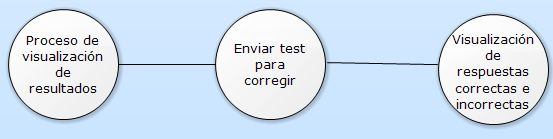 Proceso de
visualización
de
resultados
Enviar test
para
corregir
Visualización
de
respuestas
correctas e
incorrectas